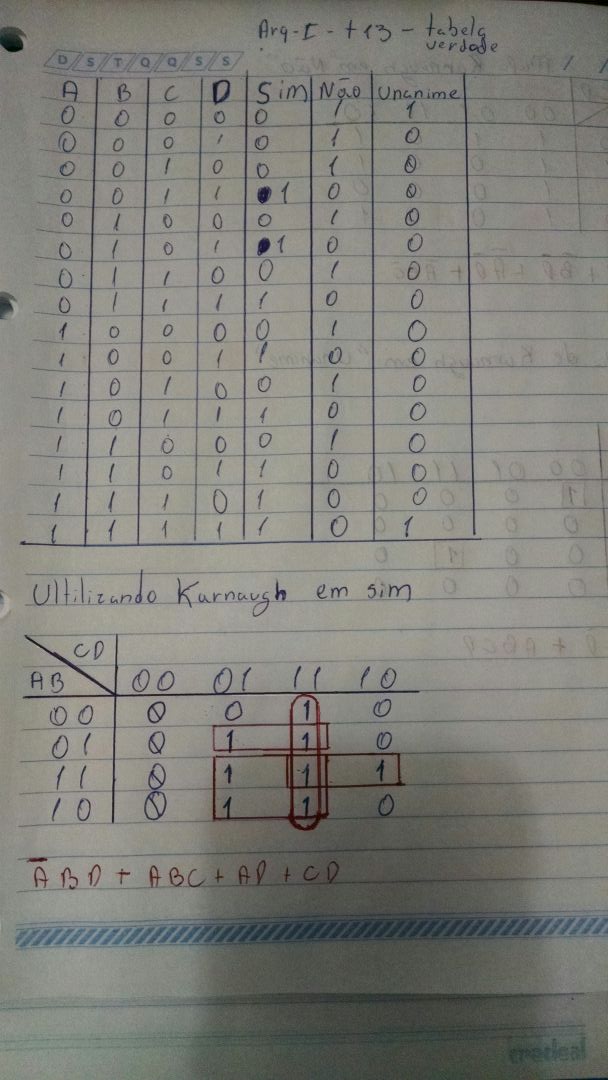 Arq-I - t13 - tabela
verdade
D S T Q Q S S
A B C D Sim Não Unanime
0 0 0 0 0 1 1
0 0 0 1 0 1 0
0 0 1 0 0 1 0
0 0 1 1 1 0 0
0 1 0 0 0 1 0
0 1 0 1 1 0 0
0 1 1 0 0 1 0
0 1 1 1 1 0 0
1 0 0 0 0 1 0
1 0 0 1 1 0 0
1 0 1 0 0 1 0
1 0 1 1 1 0 0
1 1 0 0 0 1 0
1 1 0 1 1 0 0
1 1 1 0 1 0 0
1 1 1 1 1 0 1
Ultilizando Karnaugh em sim
CD
AB 00 01 11 10
00 0 0 1 0
01 0 1 1 0
11 0 1 1 1
10 0 1 1 0
A̅BD + ABC + AD + CD